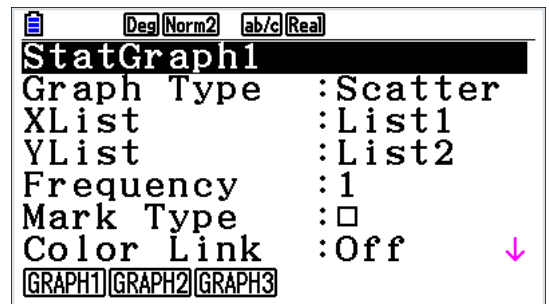 Deg Norm2 ab/c Real
StatGraph1
Graph Type :Scatter
XList :List1
YList :List2
Frequency :1
Mark Type :□
Color Link :Off ↓
GRAPH1 GRAPH2 GRAPH3